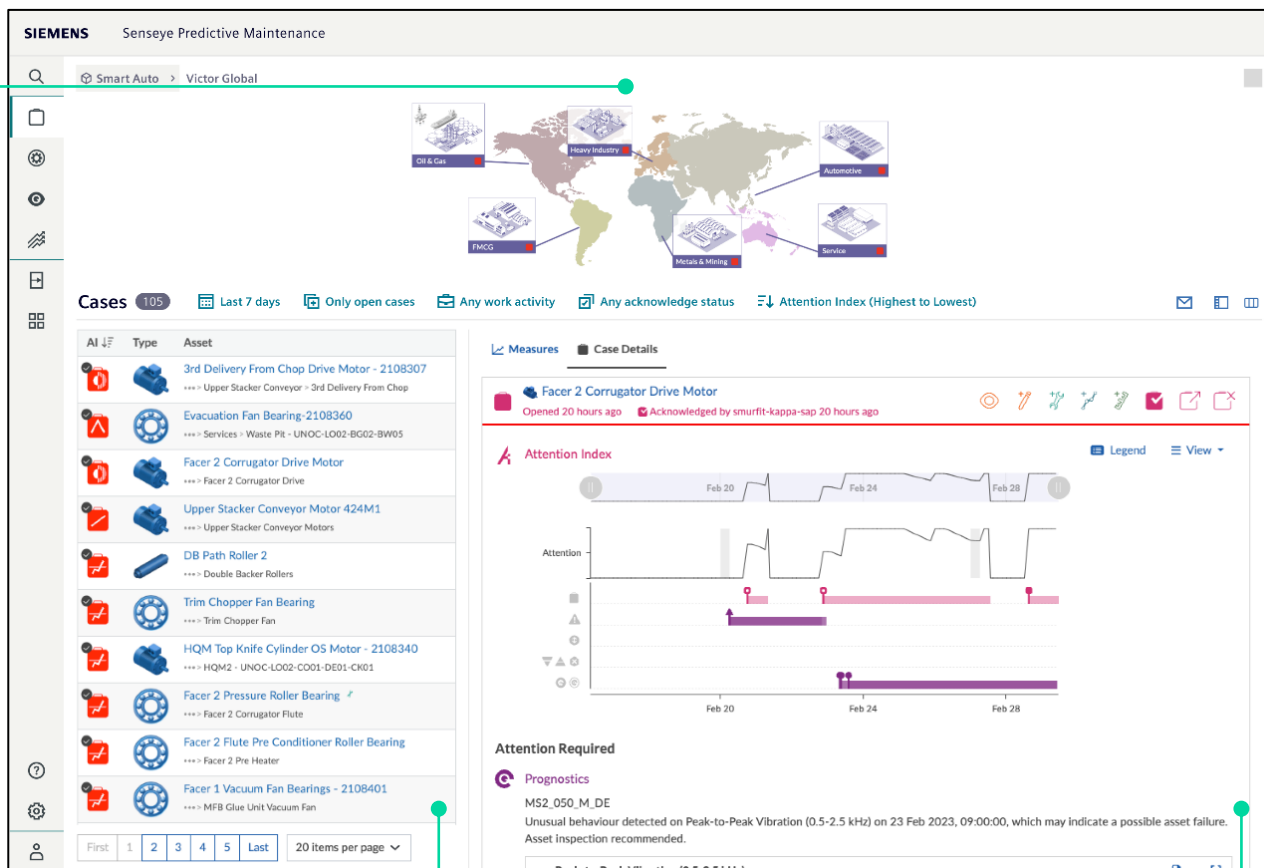 SIEMENS Senseye Predictive Maintenance
Smart Auto > Victor Global
Oil & Gas
Heavy Industry
Automotive
FMCG
Metals & Mining
Service
Cases 105 Last 7 days Only open cases Any work activity Any acknowledge status Attention Index (Highest to Lowest)
AI Type Asset
3rd Delivery From Chop Drive Motor - 2108307
•••> Upper Stacker Conveyor > 3rd Delivery From Chop
Evacuation Fan Bearing-2108360
•••> Services > Waste Pit - UNOC-LO02-BG02-BW05
Facer 2 Corrugator Drive Motor
•••> Facer 2 Corrugator Drive
Upper Stacker Conveyor Motor 424M1
•••> Upper Stacker Conveyor Motors
DB Path Roller 2
•••> Double Backer Rollers
Trim Chopper Fan Bearing
•••> Trim Chopper Fan
HQM Top Knife Cylinder OS Motor - 2108340
•••> HQM2 - UNOC-LO02-CO01-DE01-CK01
Facer 2 Pressure Roller Bearing
•••> Facer 2 Corrugator Flute
Facer 2 Flute Pre Conditioner Roller Bearing
•••> Facer 2 Pre Heater
Facer 1 Vacuum Fan Bearings - 2108401
•••> MFB Glue Unit Vacuum Fan
First 1 2 3 4 5 Last 20 items per page
Measures Case Details
Facer 2 Corrugator Drive Motor
Opened 20 hours ago Acknowledged by smurfit-kappa-sap 20 hours ago
Attention Index Legend View
Feb 20 Feb 24 Feb 28
Attention
Feb 20 Feb 24 Feb 28
Attention Required
Prognostics
MS2_050_M_DE
Unusual behaviour detected on Peak-to-Peak Vibration (0.5-2.5 kHz) on 23 Feb 2023, 09:00:00, which may indicate a possible asset failure.
Asset inspection recommended.